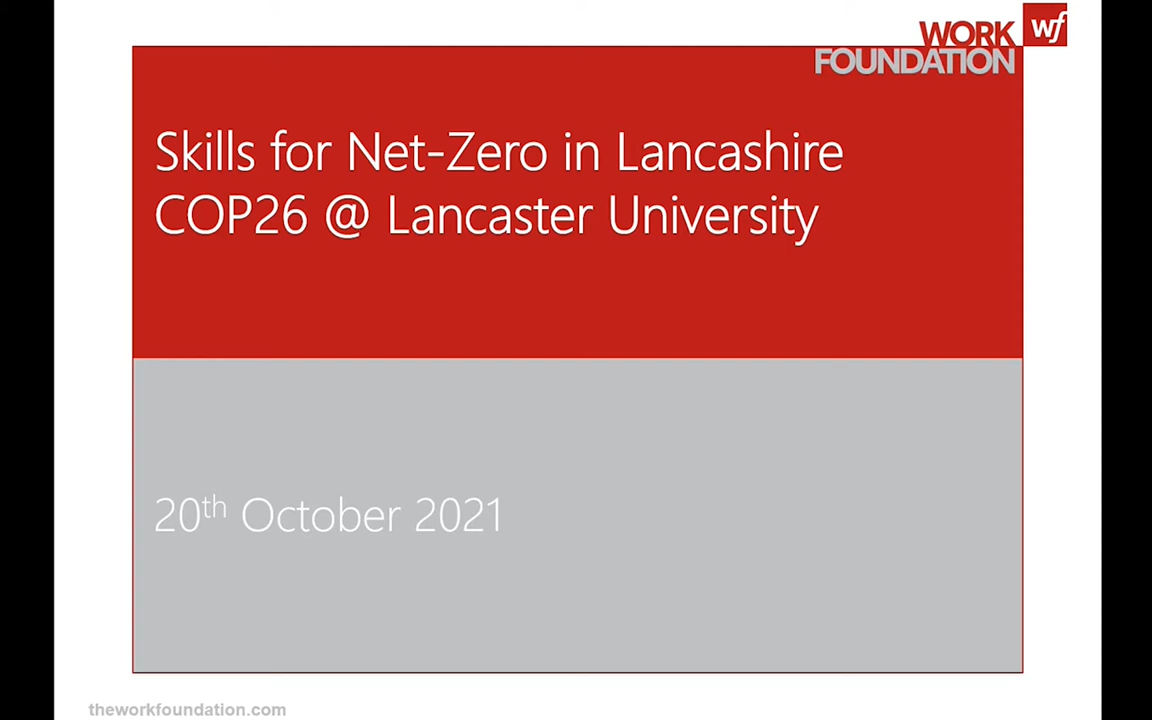 WORK
FOUNDATION
wf
Skills for Net-Zero in Lancashire
COP26 @ Lancaster University
20th October 2021
theworkfoundation.com